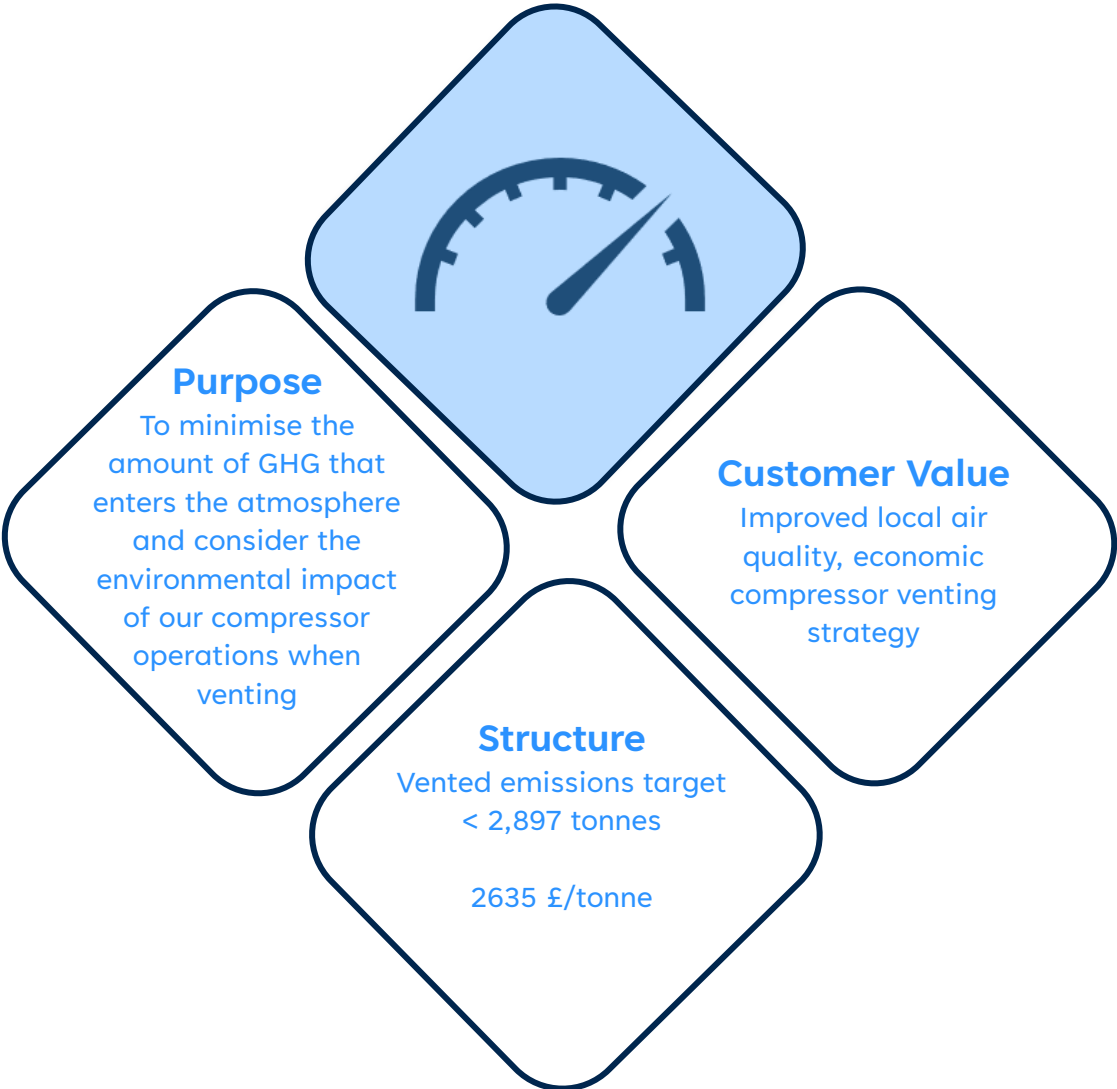 Purpose
To minimise the
amount of GHG that
enters the atmosphere
and consider the
environmental impact
of our compressor
operations when
venting
Customer Value
Improved local air
quality, economic
compressor venting
strategy
Structure
Vented emissions target
< 2,897 tonnes
2635 £/tonne